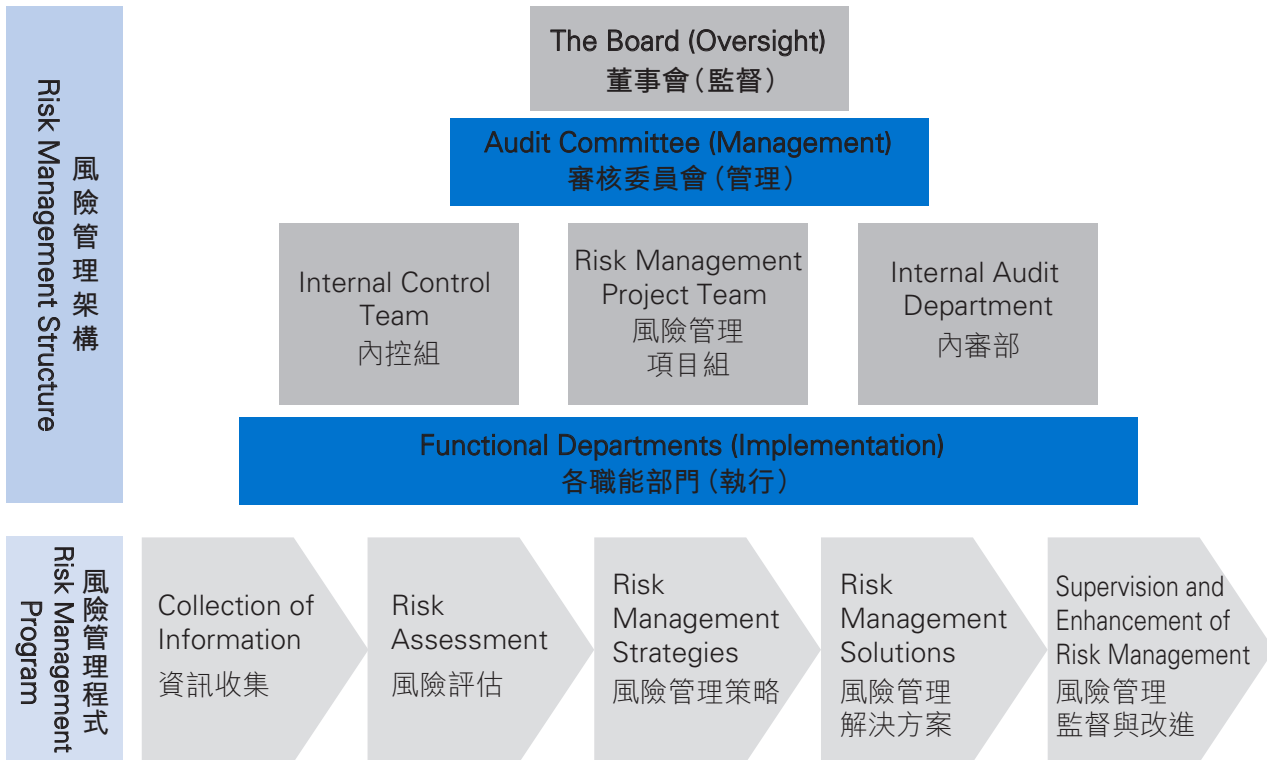 風險管理架構
Risk Management Structure
The Board (Oversight)
董事會（監督）
Audit Committee (Management)
審核委員會（管理）
Internal Control
Team
內控組
Risk Management
Project Team
風險管理
項目組
Internal Audit
Department
內審部
Functional Departments (Implementation)
各職能部門（執行）
風險管理程式
Risk Management
Program
Collection of
Information
資訊收集
Risk
Assessment
風險評估
Risk
Management
Strategies
風險管理策略
Risk
Management
Solutions
風險管理
解決方案
Supervision and
Enhancement of
Risk Management
風險管理
監督與改進